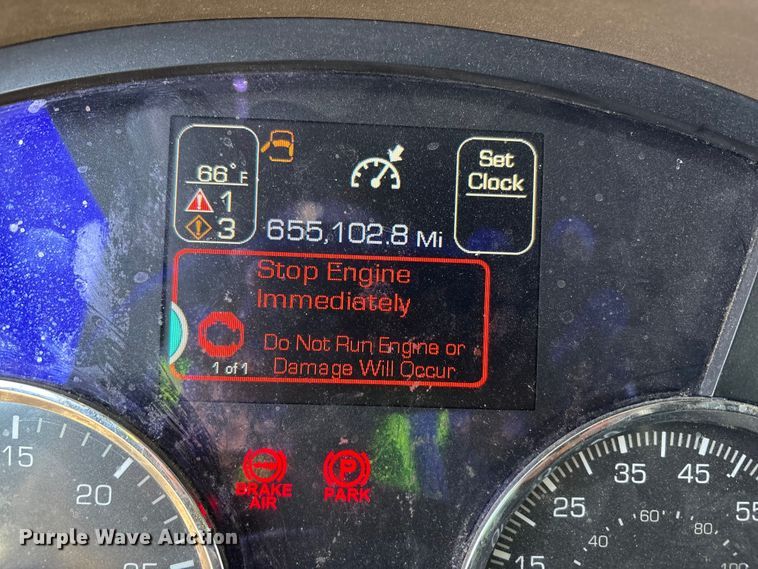 66°F
Set
Clock
1
3
655,102.8 Mi
Stop Engine
Immediately
Do Not Run Engine or
Damage Will Occur
1 of 1
BRAKE
AIR
P
PARK
15
20
25
15
25
35
45
55
40
60
80
100
Purple Wave Auction